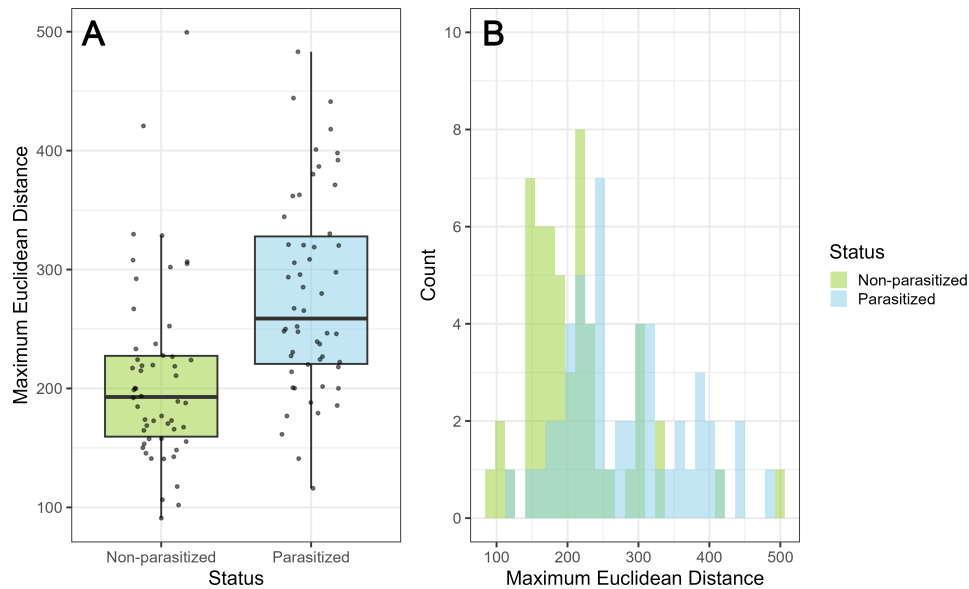 A
Maximum Euclidean Distance
500
400
300
200
100
Non-parasitized
Parasitized
Status
B
Count
10
8
6
4
2
0
100
200
300
400
500
Maximum Euclidean Distance
Status
Non-parasitized
Parasitized